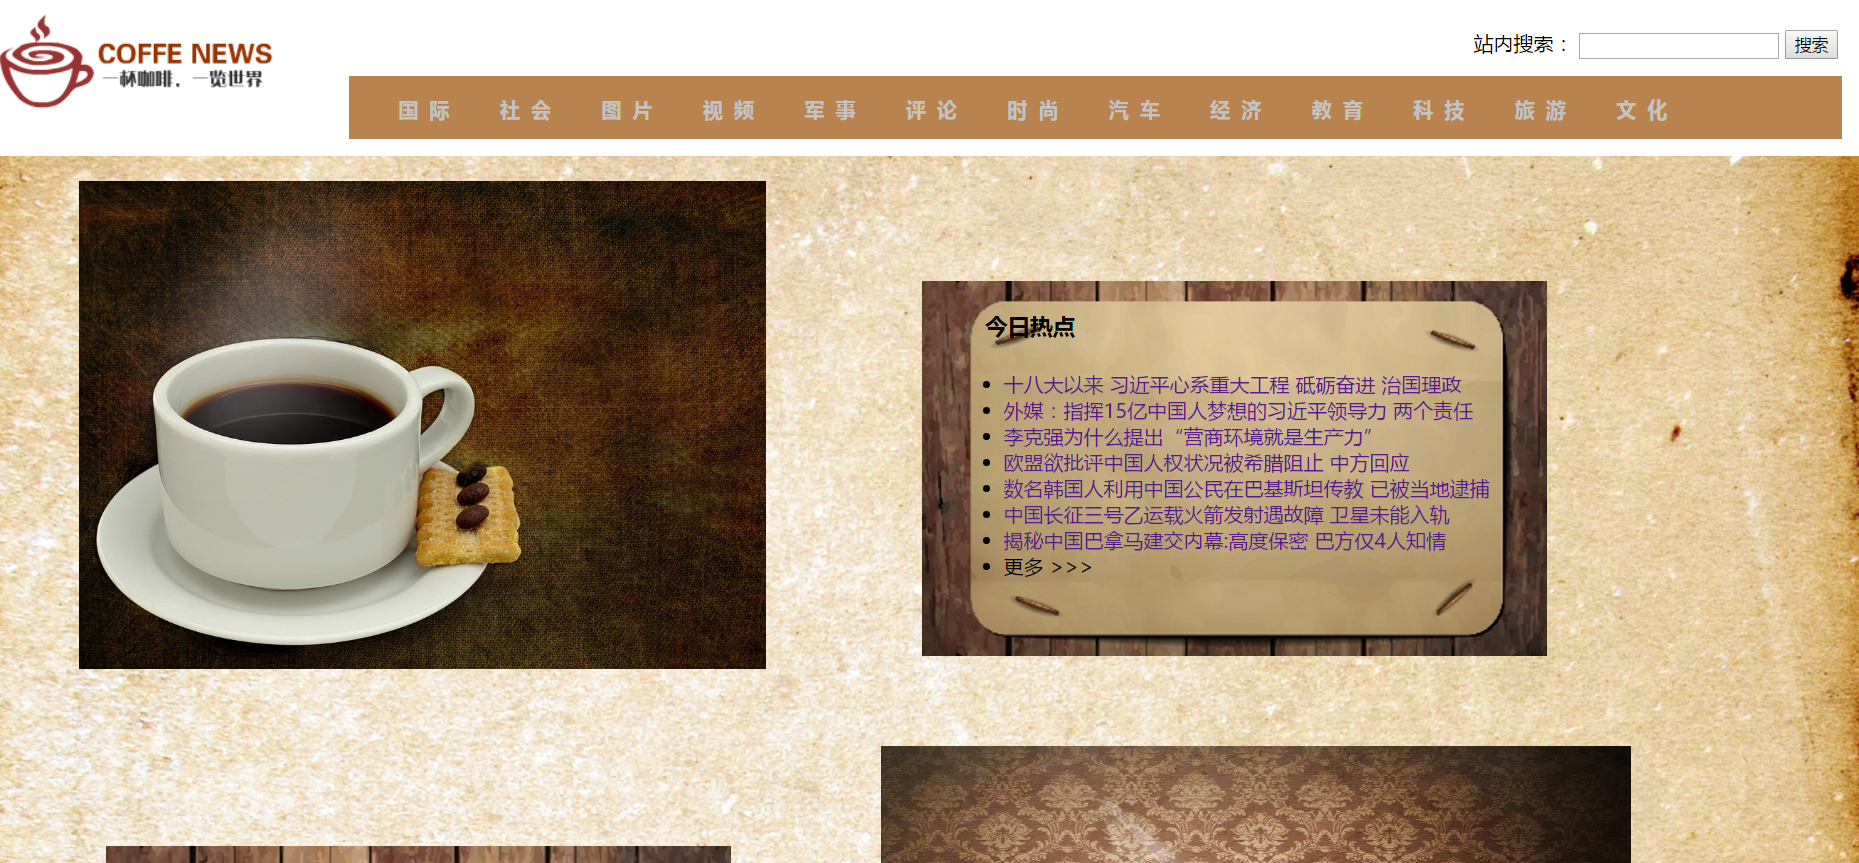 COFFE NEWS
一杯咖啡，一览世界
站内搜索： 搜索
国际 社会 图片 视频 军事 评论 时尚 汽车 经济 教育 科技 旅游 文化
今日热点
十八大以来 习近平心系重大工程 砥砺奋进 治国理政
外媒：指挥15亿中国人梦想的习近平领导力 两个责任
李克强为什么提出“营商环境就是生产力”
欧盟欲批评中国人权状况被希腊阻止 中方回应
数名韩国人利用中国公民在巴基斯坦传教 已被当地逮捕
中国长征三号乙运载火箭发射遇故障 卫星未能入轨
揭秘中国巴拿马建交内幕:高度保密 巴方仅4人知情
更多 >>>